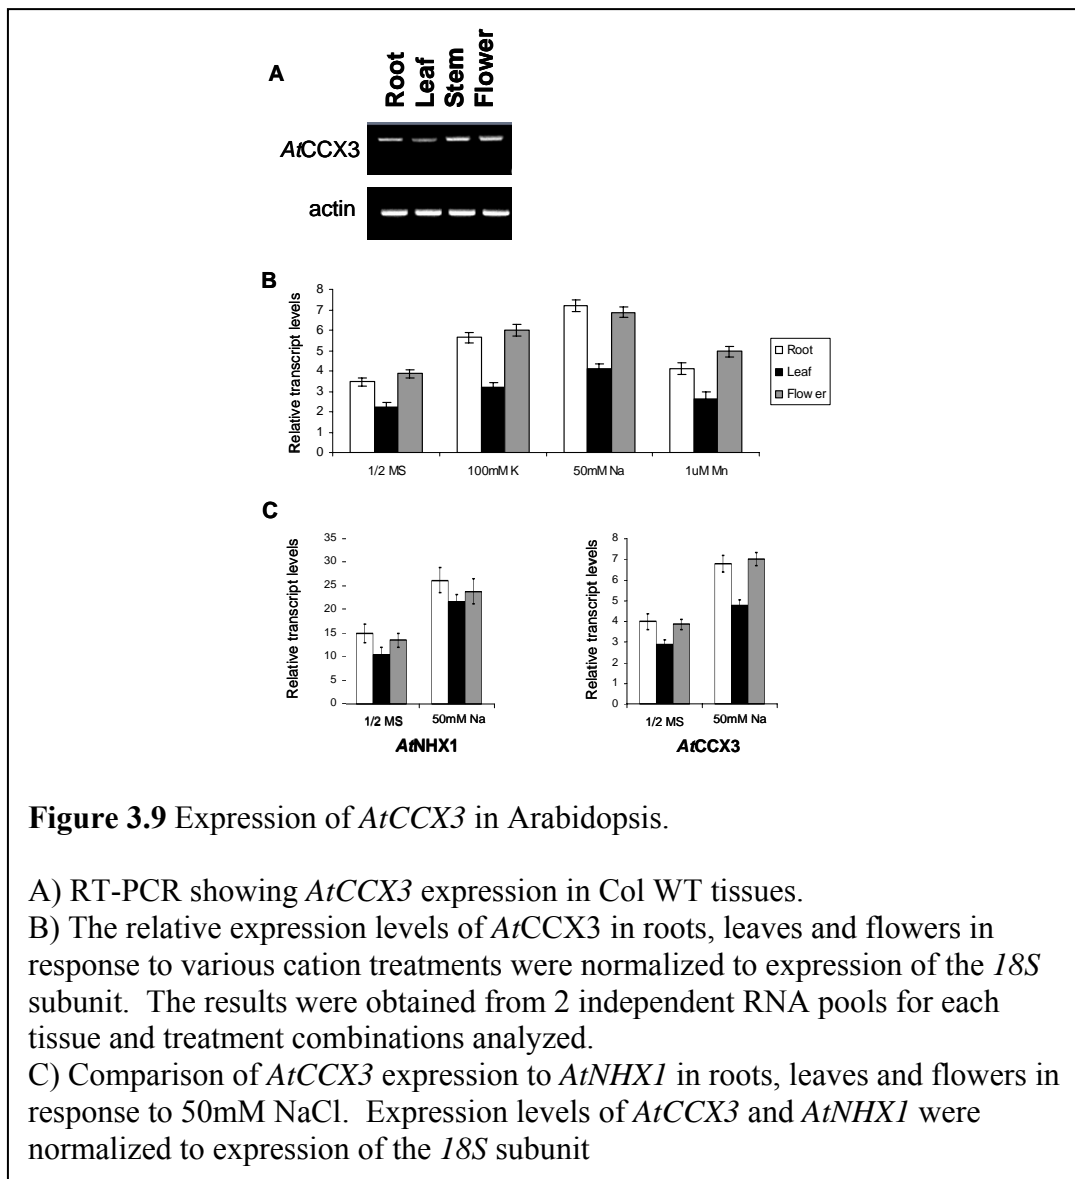 A
Root
Leaf
Stem
Flower
AtCCX3
actin
B
Relative transcript levels
8
7
6
5
4
3
2
1
0
1/2 MS 100mM K 50mM Na 1uM Mn
Root
Leaf
Flower
C
Relative transcript levels
35
30
25
20
15
10
5
0
1/2 MS 50mM Na
AtNHX1
Relative transcript levels
8
7
6
5
4
3
2
1
0
1/2 MS 50mM Na
AtCCX3
Figure 3.9 Expression of AtCCX3 in Arabidopsis.
A) RT-PCR showing AtCCX3 expression in Col WT tissues.
B) The relative expression levels of AtCCX3 in roots, leaves and flowers in
response to various cation treatments were normalized to expression of the 18S
subunit. The results were obtained from 2 independent RNA pools for each
tissue and treatment combinations analyzed.
C) Comparison of AtCCX3 expression to AtNHX1 in roots, leaves and flowers in
response to 50mM NaCl. Expression levels of AtCCX3 and AtNHX1 were
normalized to expression of the 18S subunit